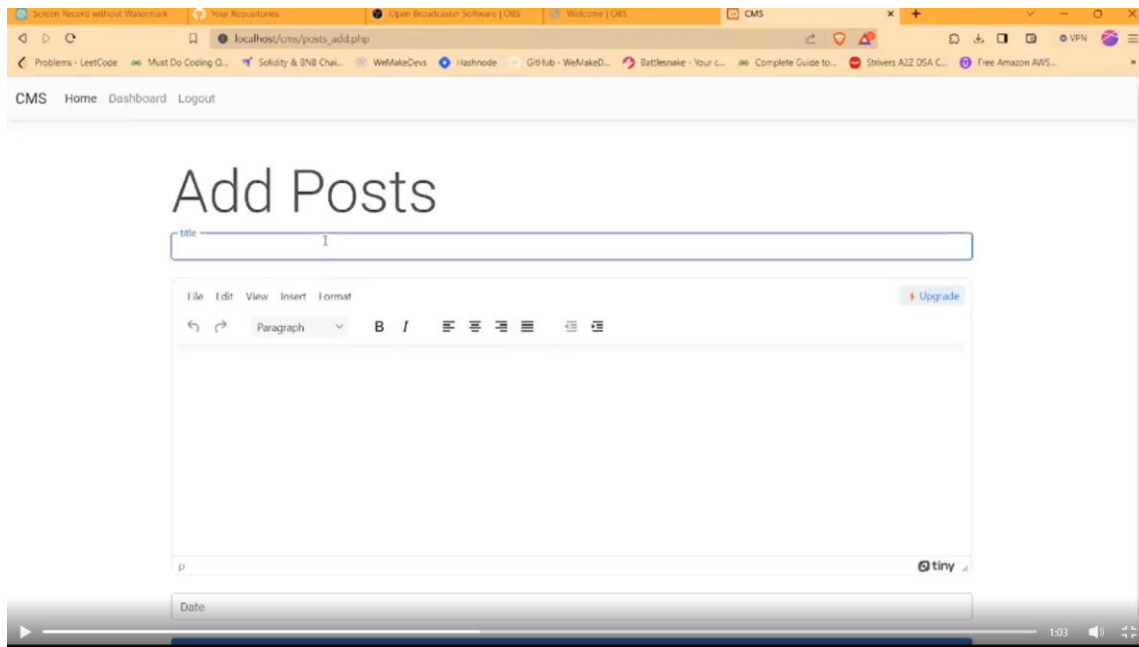 Screen Record without Watermark Your Repositories Open Broadcaster Software | OBS Welcome | OBS CMS
localhost/cms/posts_add.php VPN
Problems - LeetCode Must Do Coding Q... Solidity & BNB Chai... WeMakeDevs Hashnode GitHub - WeMakeD... Battlesnake - Your c... Complete Guide to... Strivers A2Z DSA C... Free Amazon AWS...
CMS Home Dashboard Logout
Add Posts
title
File Edit View Insert Format Upgrade
Paragraph B I
p tiny
Date
1:03